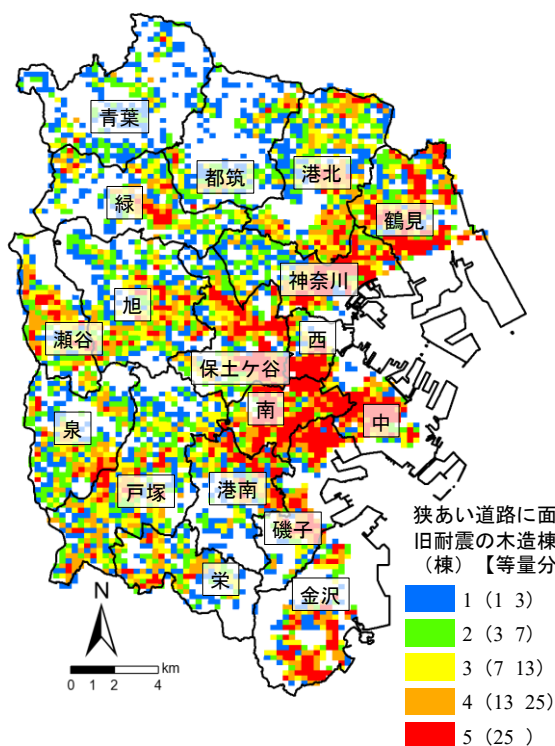 青葉
都筑
港北
緑
鶴見
神奈川
旭
西
瀬谷
保土ケ谷
南
中
泉
戸塚
港南
磯子
栄
金沢
狭あい道路に面
旧耐震の木造棟
（棟）【等量分
1（1 3）
2（3 7）
3（7 13）
4（13 25）
5（25 ）
N
km
0 1 2 4